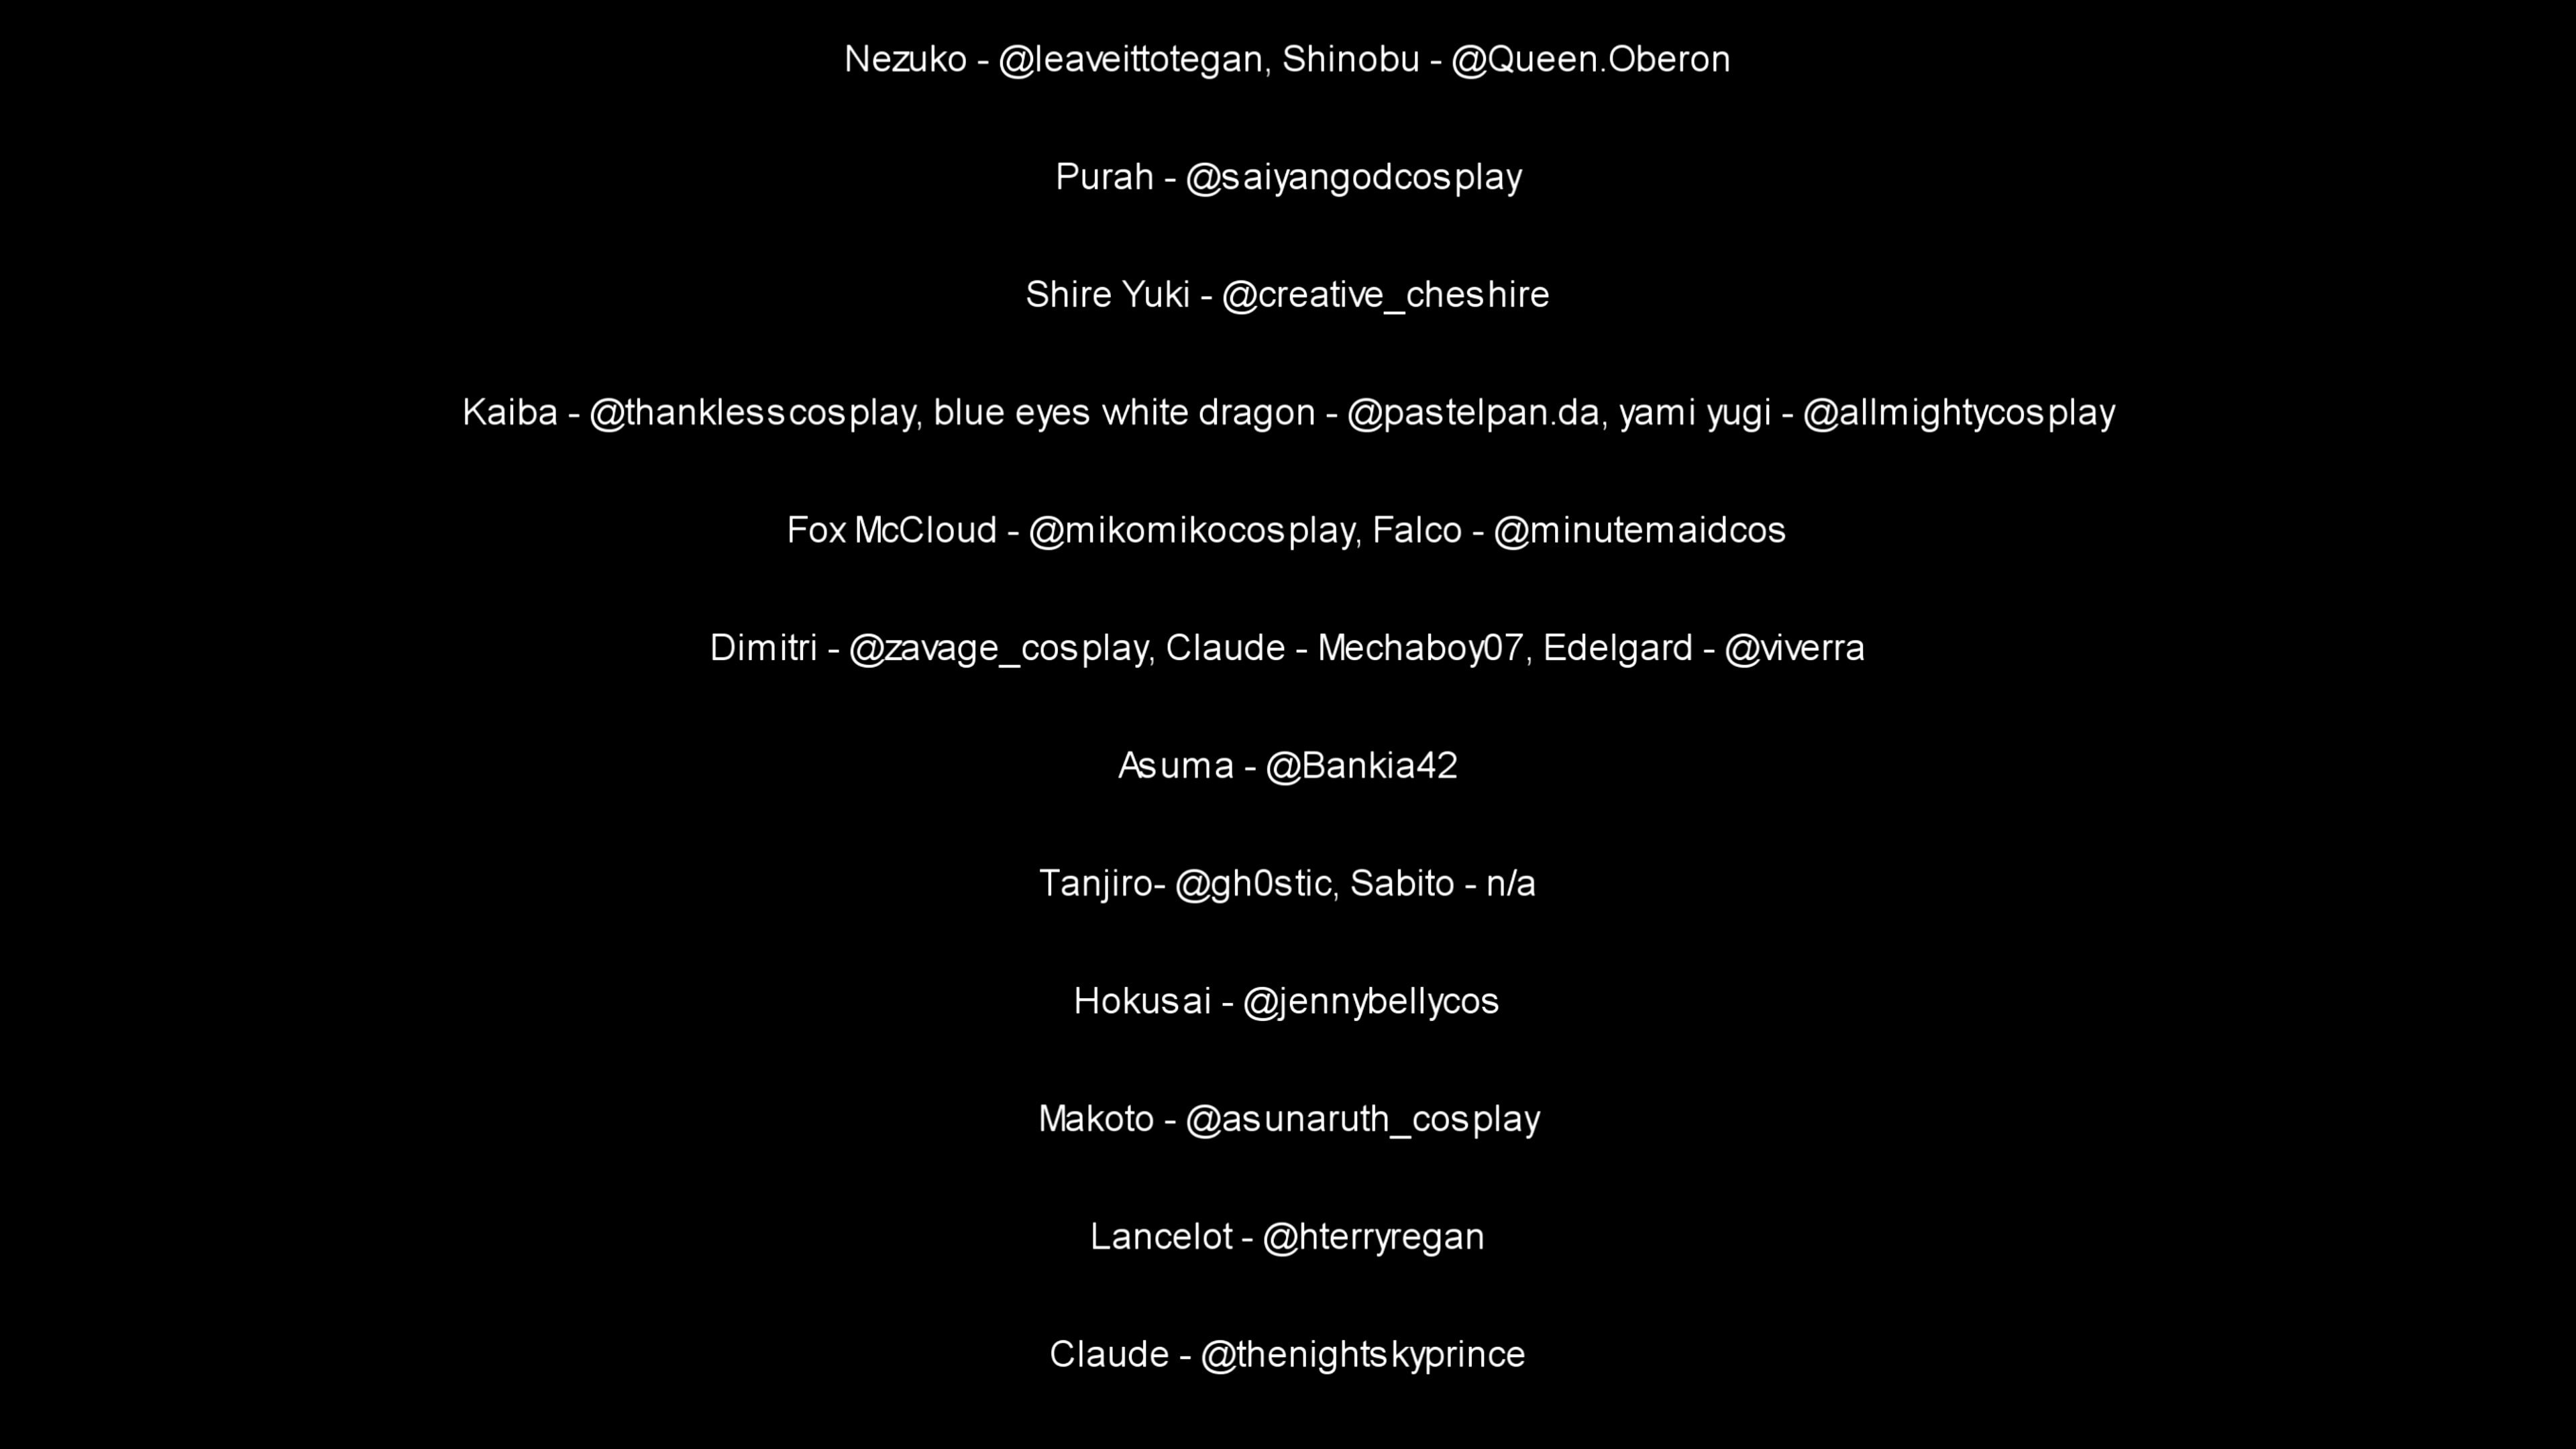 Nezuko - @leaveittotegan, Shinobu - @Queen.Oberon
Purah - @saiyangodcosplay
Shire Yuki - @creative_cheshire
Kaiba - @thanklesscosplay, blue eyes white dragon - @pastelpan.da, yami yugi - @allmightycosplay
Fox McCloud - @mikomikocosplay, Falco - @minutemaidcos
Dimitri - @zavage_cosplay, Claude - Mechaboy07, Edelgard - @viverra
Asuma - @Bankia42
Tanjiro- @gh0stic, Sabito - n/a
Hokusai - @jennybellycos
Makoto - @asunaruth_cosplay
Lancelot - @hterryregan
Claude - @thenightskyprince